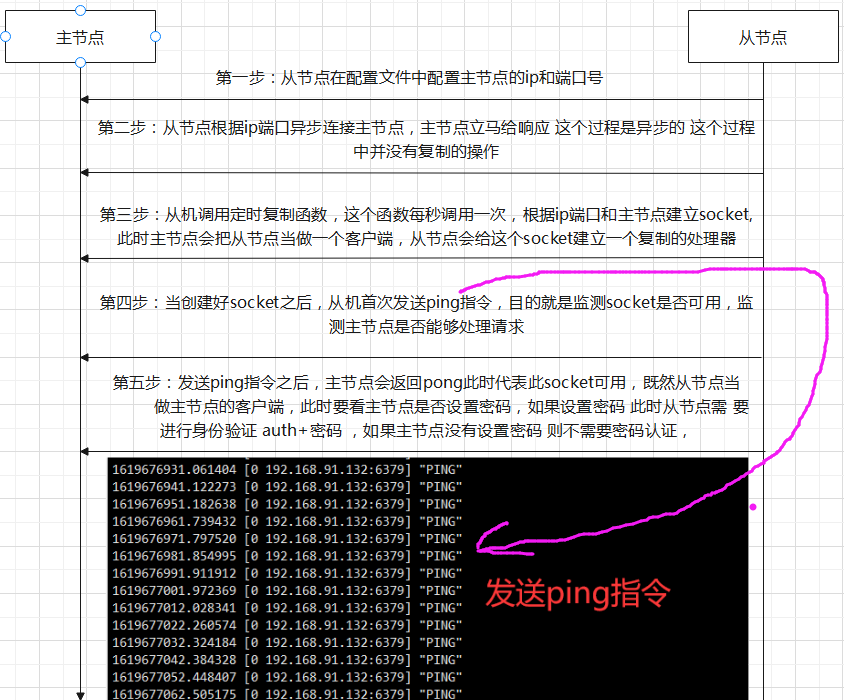 主节点
从节点
第一步：从节点在配置文件中配置主节点的ip和端口号
第二步：从节点根据ip端口异步连接主节点，主节点立马给响应 这个过程是异步的 这个过程
中并没有复制的操作
第三步：从机调用定时复制函数，这个函数每秒调用一次，根据ip端口和主节点建立socket,
此时主节点会把从节点当做一个客户端，从节点会给这个socket建立一个复制的处理器
第四步：当创建好socket之后，从机首次发送ping指令，目的就是监测socket是否可用，监
测主节点是否能够处理请求
第五步：发送ping指令之后，主节点会返回pong此时代表此socket可用，既然从节点当
做主节点的客户端，此时要看主节点是否设置密码，如果设置密码 此时从节点需 要
进行身份验证 auth+密码 ，如果主节点没有设置密码 则不需要密码认证，
1619676931.061404 [0 192.168.91.132:6379] "PING"
1619676941.122273 [0 192.168.91.132:6379] "PING"
1619676951.182638 [0 192.168.91.132:6379] "PING"
1619676961.739432 [0 192.168.91.132:6379] "PING"
1619676971.797520 [0 192.168.91.132:6379] "PING"
1619676981.854995 [0 192.168.91.132:6379] "PING"
1619676991.911912 [0 192.168.91.132:6379] "PING"
1619677001.972369 [0 192.168.91.132:6379] "PING"
1619677012.028341 [0 192.168.91.132:6379] "PING"
1619677022.260574 [0 192.168.91.132:6379] "PING"
1619677032.324184 [0 192.168.91.132:6379] "PING"
1619677042.384328 [0 192.168.91.132:6379] "PING"
1619677052.448407 [0 192.168.91.132:6379] "PING"
1619677062.505175 [0 192.168.91.132:6379] "PING"
发送ping指令